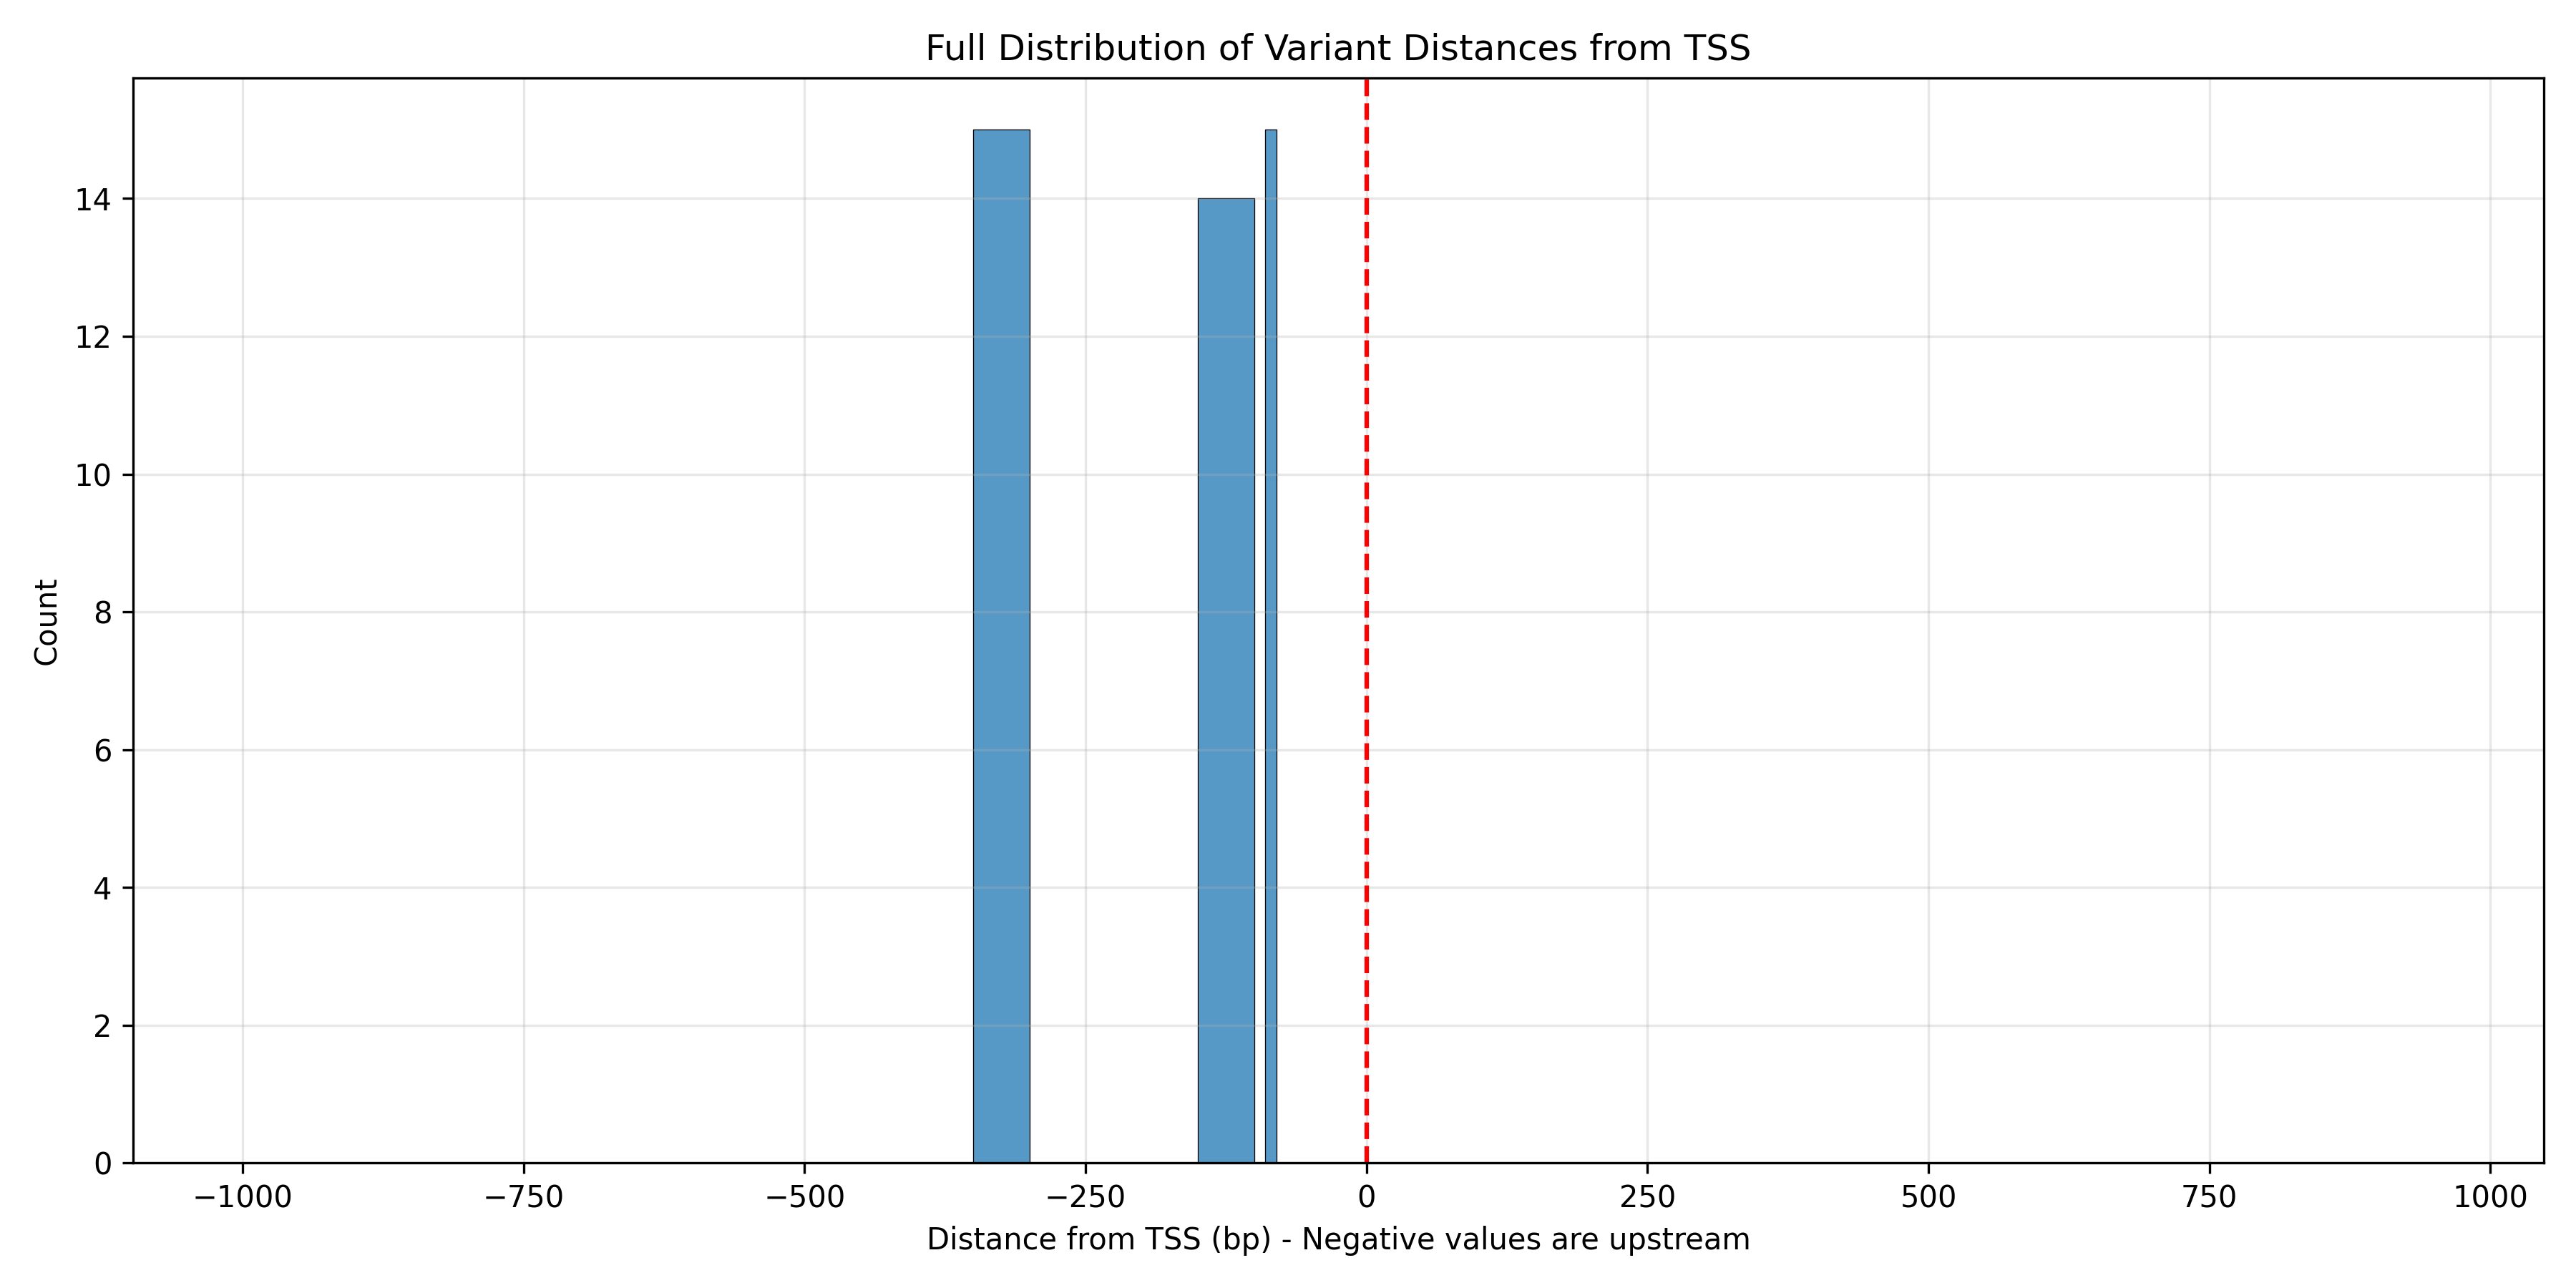 Full Distribution of Variant Distances from TSS
Count
14
12
10
8
6
4
2
0
−1000 −750 −500 −250 0 250 500 750 1000
Distance from TSS (bp) - Negative values are upstream